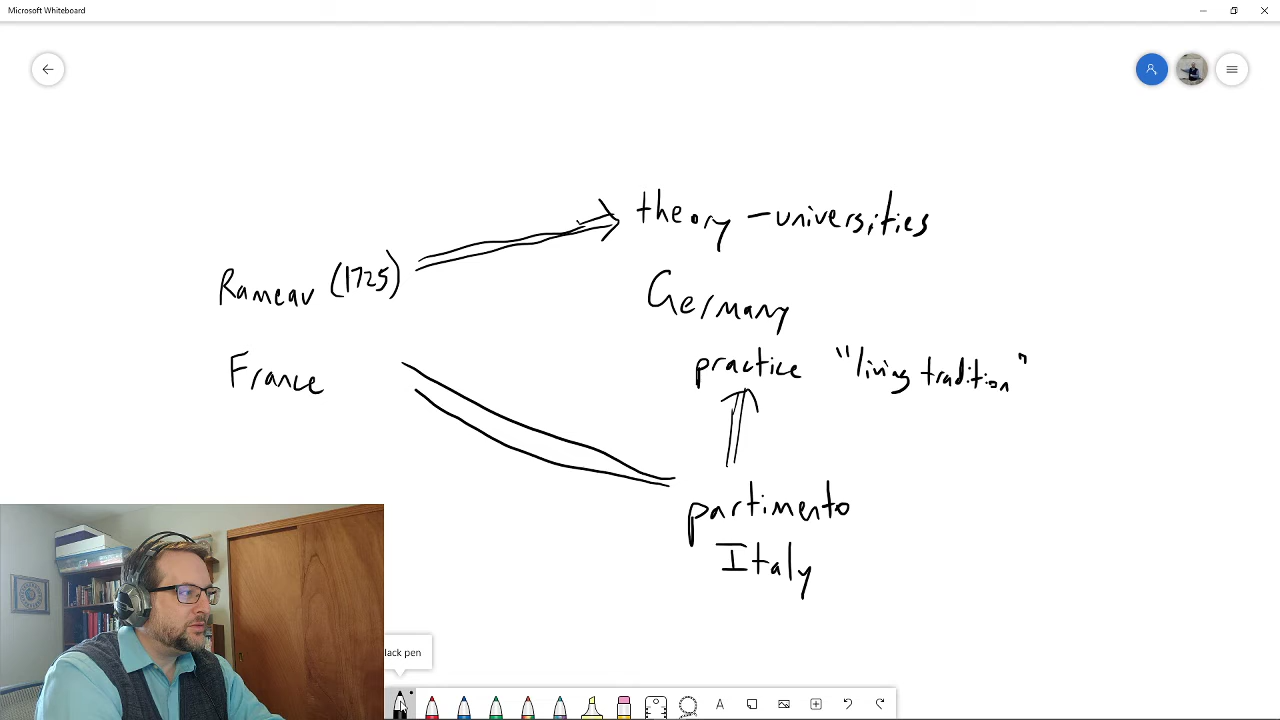 Microsoft Whiteboard
theory - universities
Rameau (1725)
Germany
France
practice "living tradition"
partimento
Italy
lack pen
A